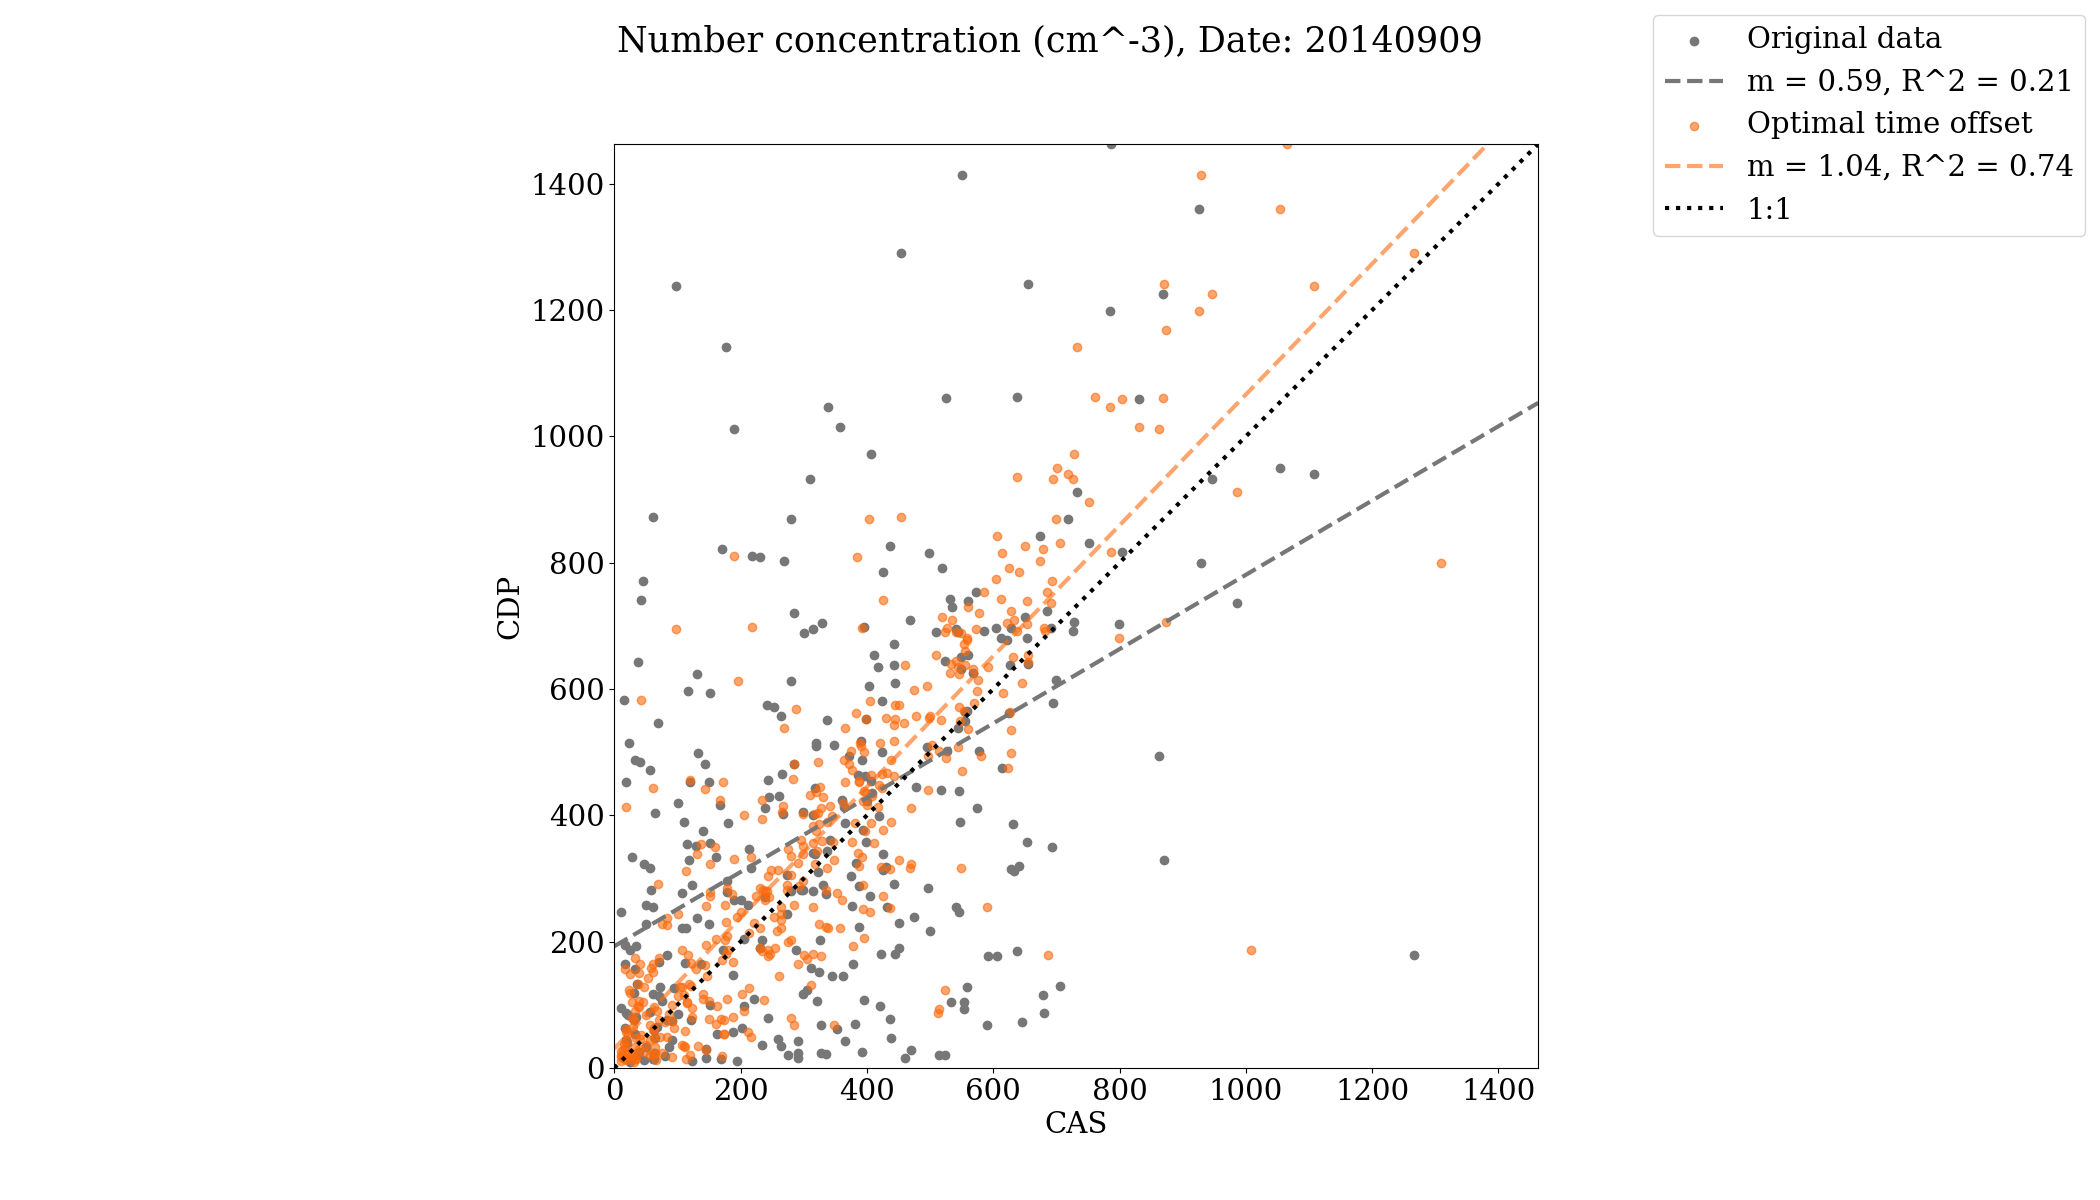 Number concentration (cm^-3), Date: 20140909
Original data
m = 0.59, R^2 = 0.21
Optimal time offset
m = 1.04, R^2 = 0.74
1:1
1400
1200
1000
800
600
400
200
0
CDP
0 200 400 600 800 1000 1200 1400
CAS